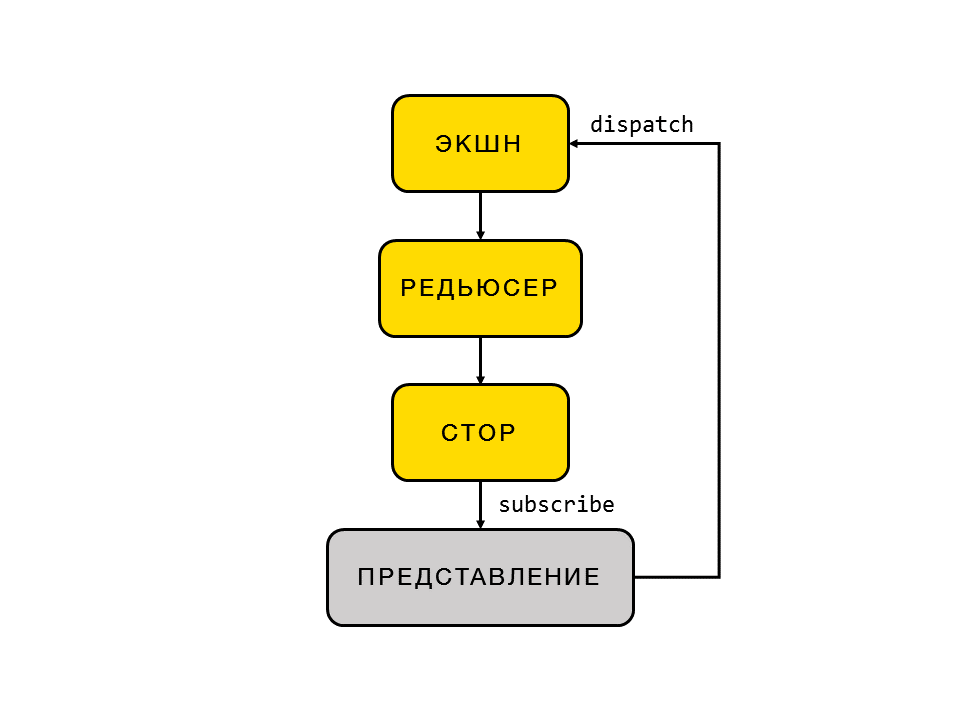 ЭКШН
dispatch
РЕДЬЮСЕР
СТОР
subscribe
ПРЕДСТАВЛЕНИЕ